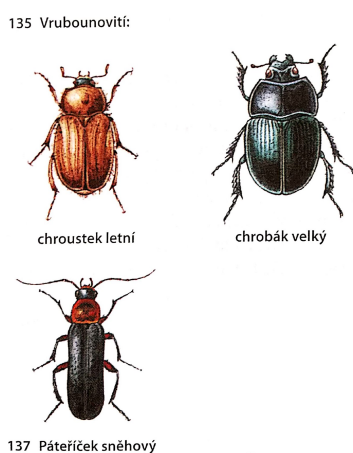 135 Vrubounovití:
chroustek letní
chrobák velký
137 Páteříček sněhový